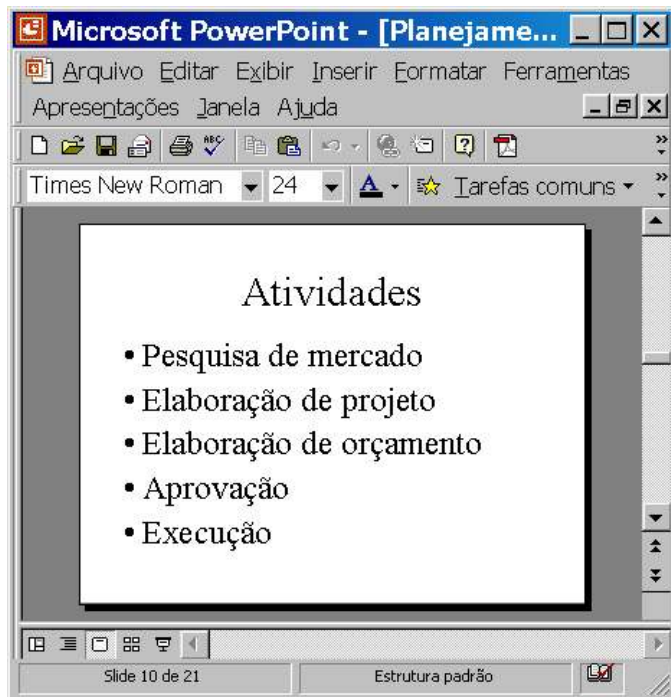 Microsoft PowerPoint - [Planejame...
Arquivo Editar Exibir Inserir Formatar Ferramentas
Apresentações Janela Ajuda
ABC
Times New Roman 24 A Tarefas comuns
Atividades
• Pesquisa de mercado
• Elaboração de projeto
• Elaboração de orçamento
• Aprovação
• Execução
Slide 10 de 21 Estrutura padrão